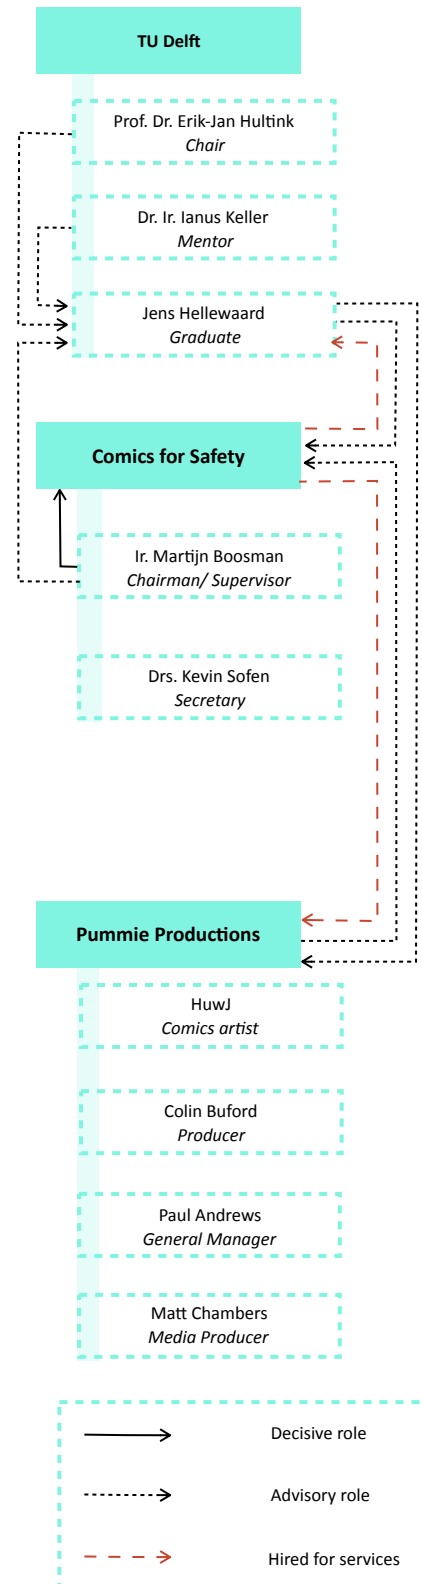 TU Delft
Prof. Dr. Erik-Jan Hultink
Chair
Dr. Ir. Ianus Keller
Mentor
Jens Hellewaard
Graduate
Comics for Safety
Ir. Martijn Boosman
Chairman/ Supervisor
Drs. Kevin Sofen
Secretary
Pummie Productions
HuwJ
Comics artist
Colin Buford
Producer
Paul Andrews
General Manager
Matt Chambers
Media Producer
Decisive role
Advisory role
Hired for services